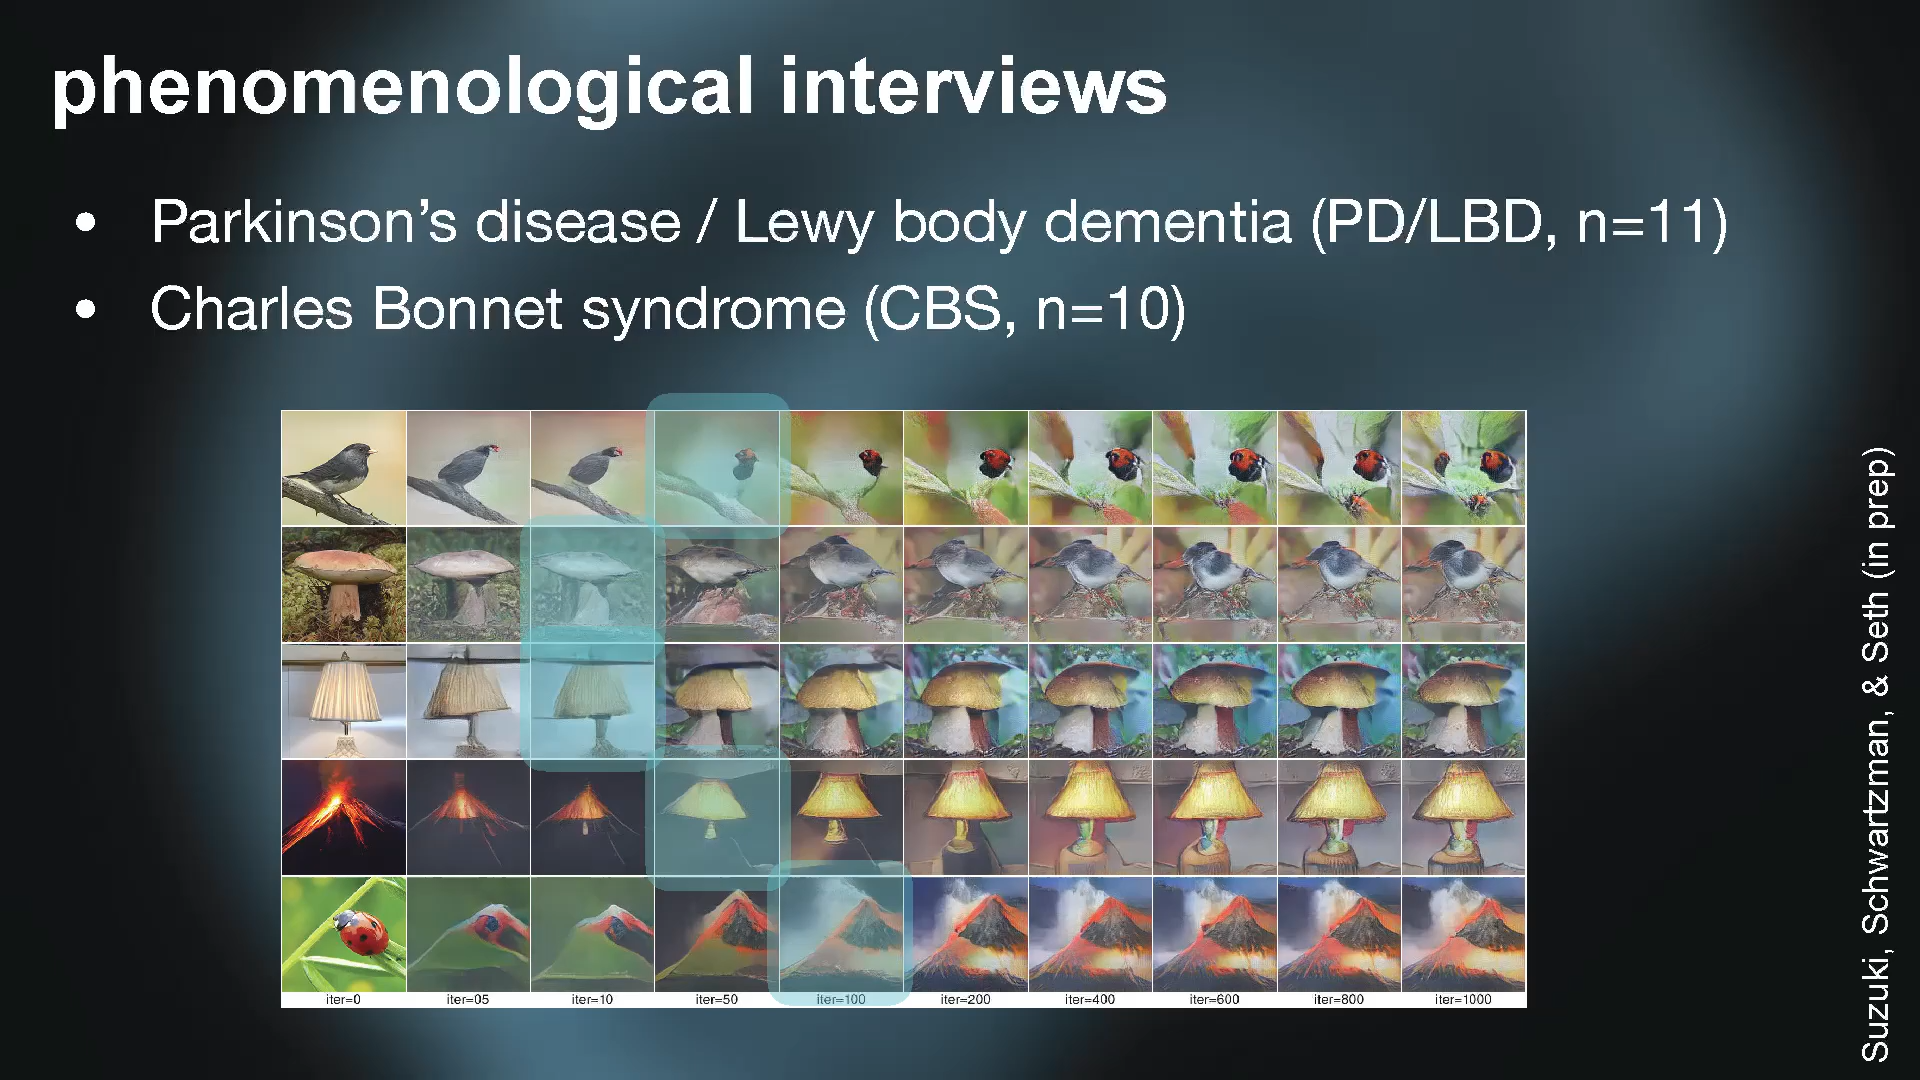 phenomenological interviews
• Parkinson’s disease / Lewy body dementia (PD/LBD, n=11)
• Charles Bonnet syndrome (CBS, n=10)
iter=0 iter=05 iter=10 iter=50 iter=100 iter=200 iter=400 iter=600 iter=800 iter=1000
Suzuki, Schwartzman, & Seth (in prep)